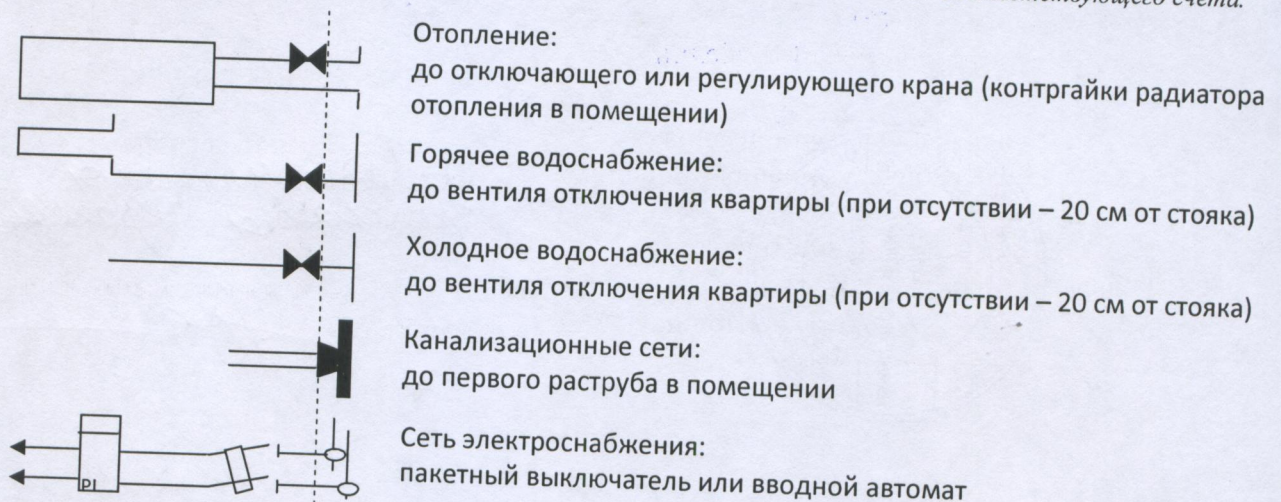 счета.
Отопление:
до отключающего или регулирующего крана (контргайки радиатора
отопления в помещении)
Горячее водоснабжение:
до вентиля отключения квартиры (при отсутствии – 20 см от стояка)
Холодное водоснабжение:
до вентиля отключения квартиры (при отсутствии – 20 см от стояка)
Канализационные сети:
до первого раструба в помещении
Сеть электроснабжения:
пакетный выключатель или вводной автомат
PI